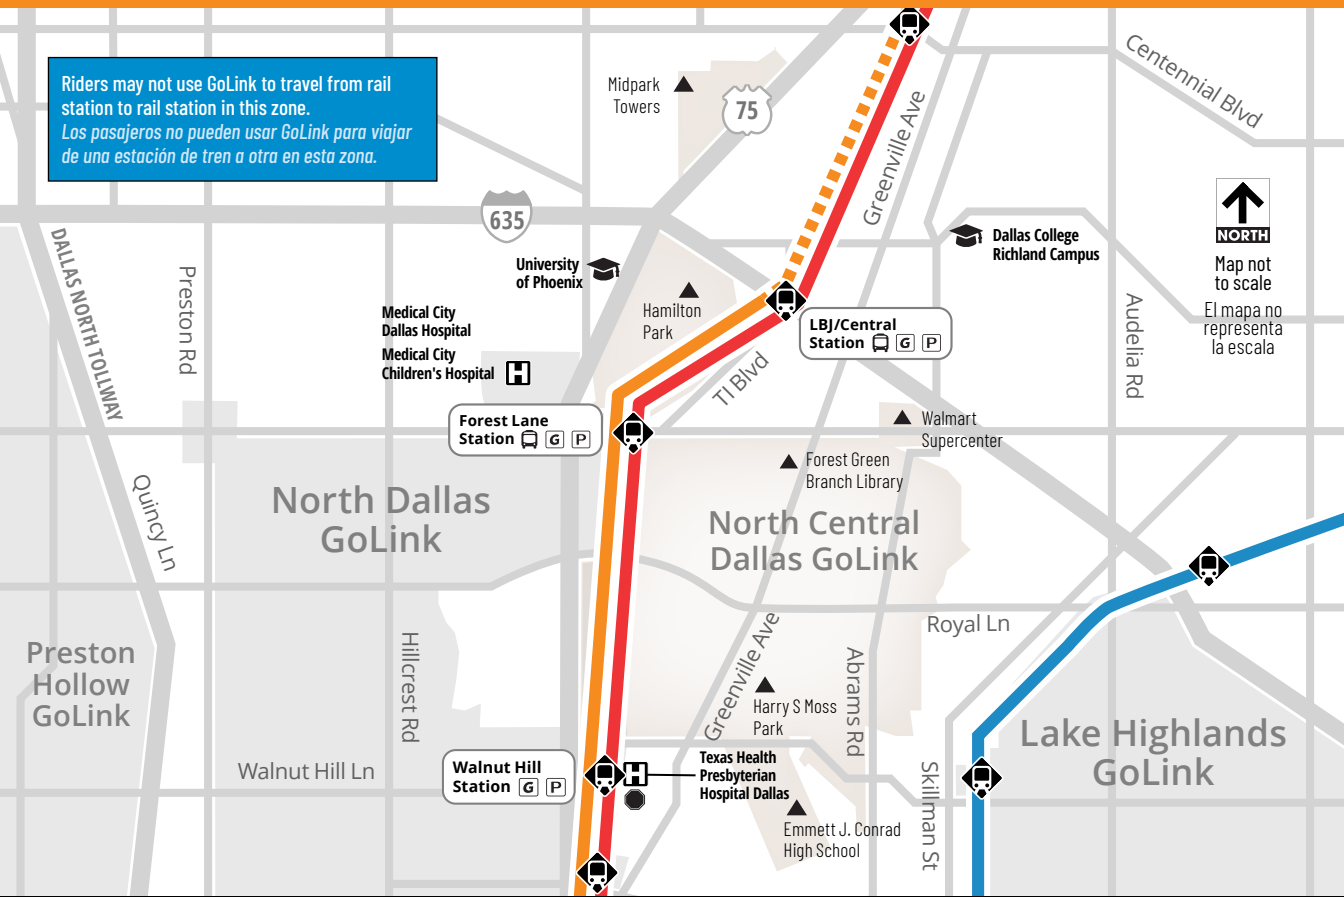 Riders may not use GoLink to travel from rail
station to rail station in this zone.
Los pasajeros no pueden usar GoLink para viajar
de una estación de tren a otra en esta zona.
Midpark
Towers
75
Centennial Blvd
Greenville Ave
635
DALLAS NORTH TOLLWAY
Preston Rd
University
of Phoenix
Dallas College
Richland Campus
NORTH
Map not
to scale
El mapa no
representa
la escala
Medical City
Dallas Hospital
Medical City
Children's Hospital
H
Hamilton
Park
LBJ/Central
Station G P
TI Blvd
Audelia Rd
Forest Lane
Station G P
Walmart
Supercenter
Forest Green
Branch Library
Quincy Ln
North Dallas
GoLink
North Central
Dallas GoLink
Royal Ln
Preston
Hollow
GoLink
Hillcrest Rd
Greenville Ave
Abrams Rd
Harry S Moss
Park
Lake Highlands
GoLink
Walnut Hill Ln
Walnut Hill
Station G P
H
Texas Health
Presbyterian
Hospital Dallas
Skillman St
Emmett J. Conrad
High School